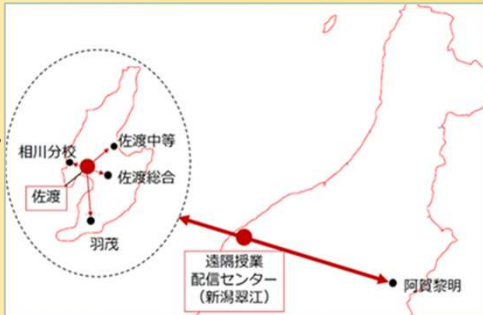 佐渡中等
相川分校
佐渡総合
佐渡
羽茂
遠隔授業
配信センター
(新潟翠江)
阿賀黎明